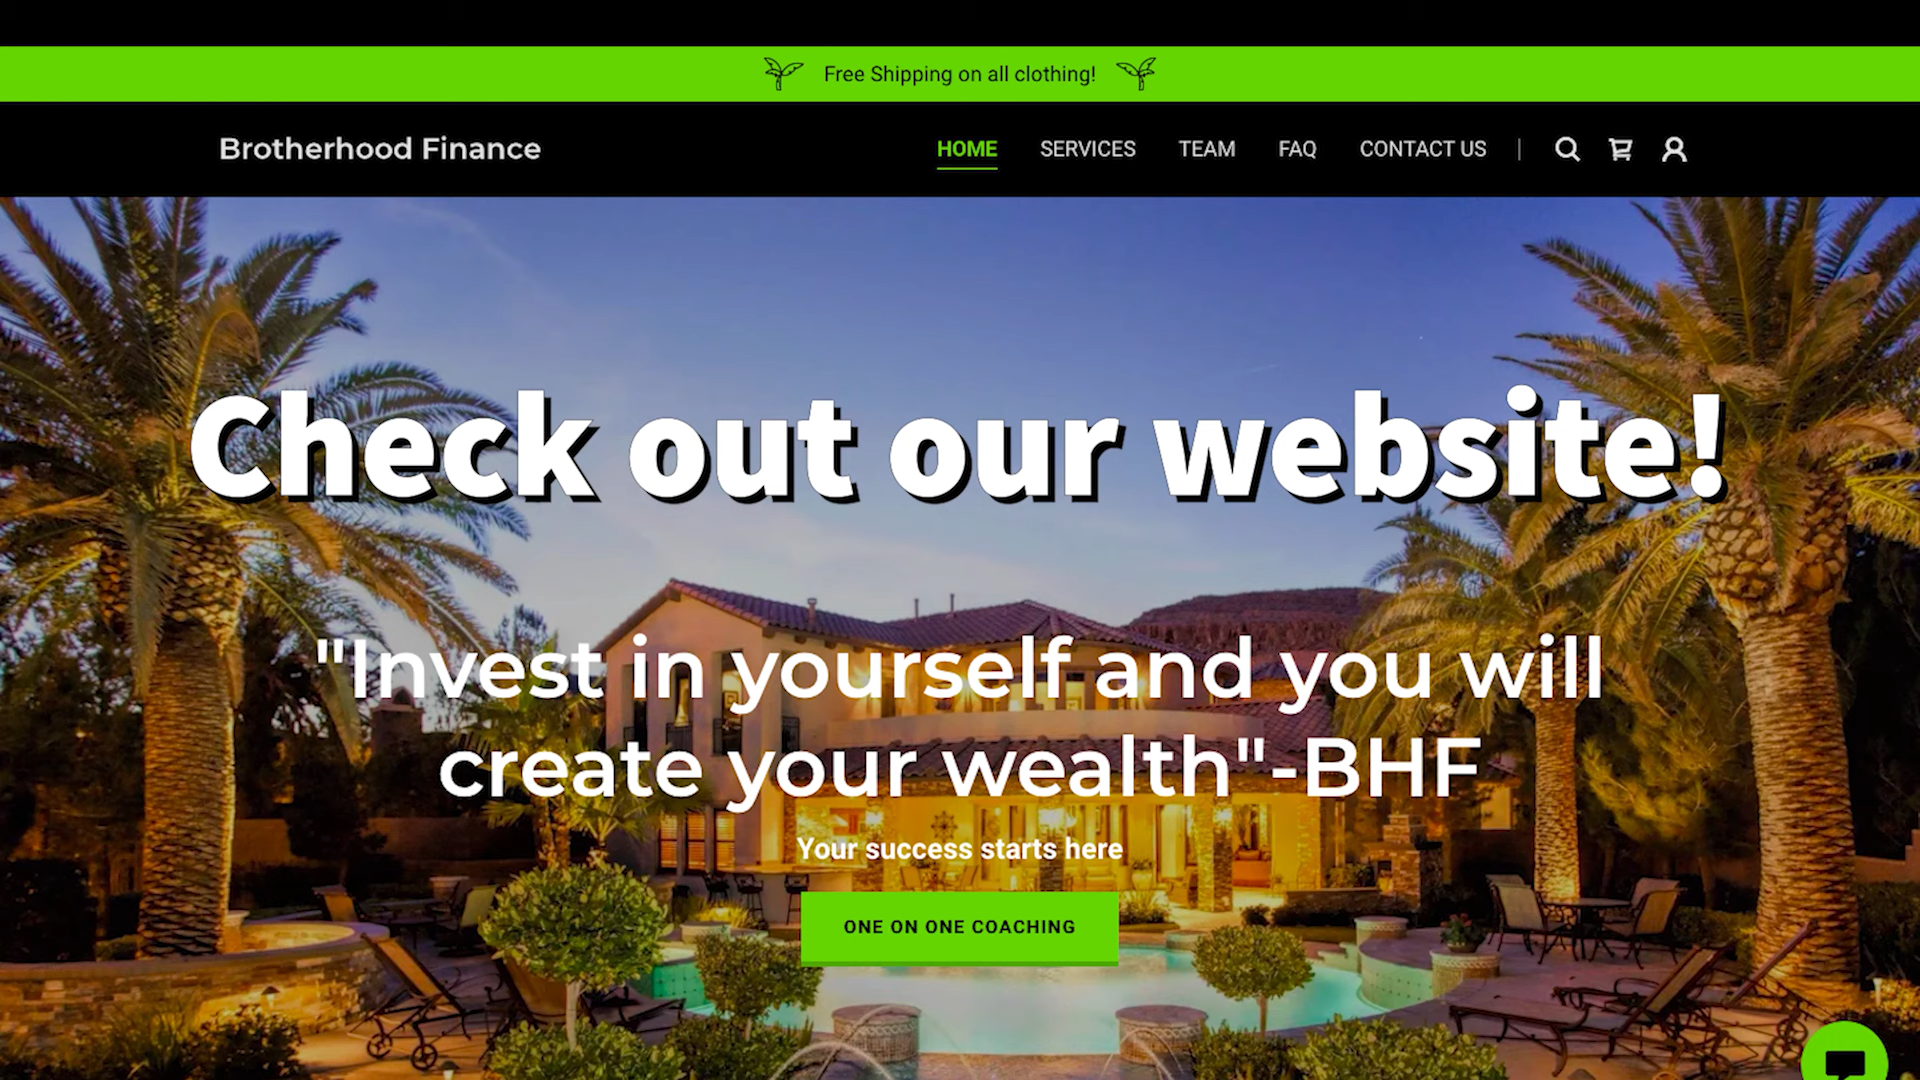 Free Shipping on all clothing!
Brotherhood Finance
HOME SERVICES TEAM FAQ CONTACT US
Check out our website!
"Invest in yourself and you will
create your wealth"-BHF
Your success starts here
ONE ON ONE COACHING